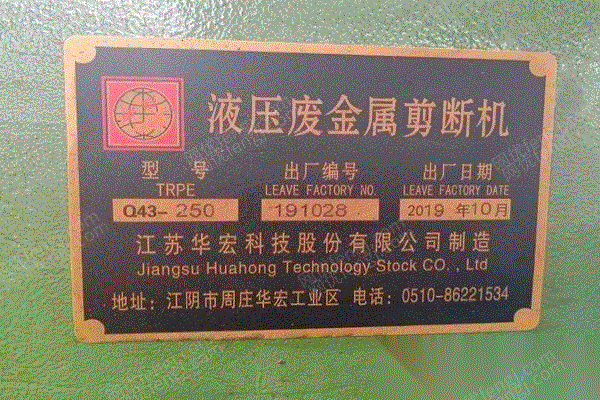 液压废金属剪断机
型 号 出厂编号 出厂日期
TRPE LEAVE FACTORY NO. LEAVE FACTORY DATE
Q43-250 191028 2019 年10月
江苏华宏科技股份有限公司制造
Jiangsu Huahong Technology Stock CO. , Ltd
地址: 江阴市周庄华宏工业区 电话: 0510-86221534